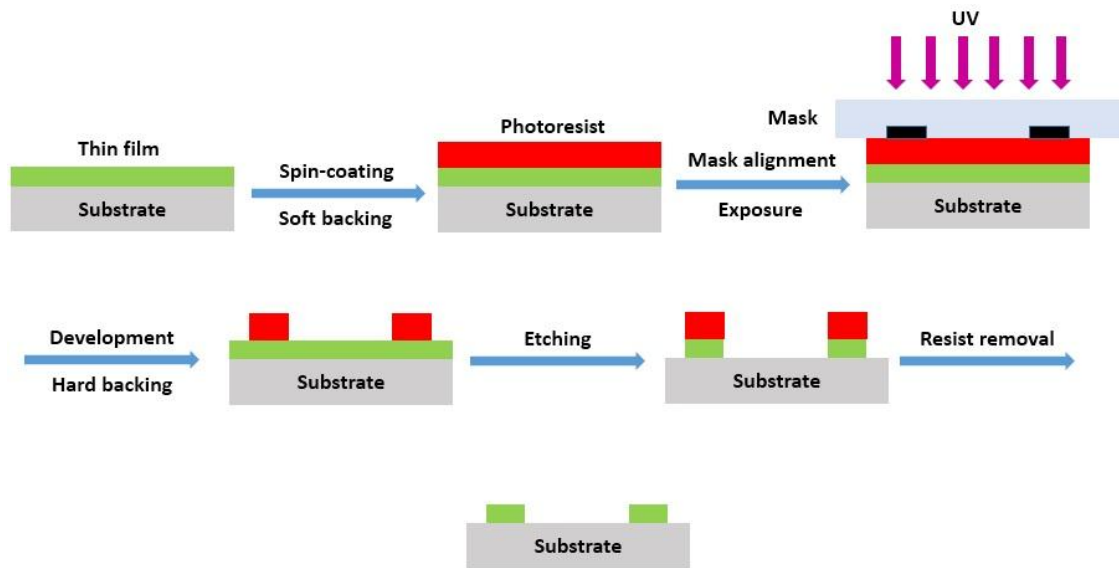 UV
Mask
Thin film
Substrate
Spin-coating
Soft backing
Photoresist
Substrate
Mask alignment
Exposure
Substrate
Development
Hard backing
Substrate
Etching
Substrate
Resist removal
Substrate